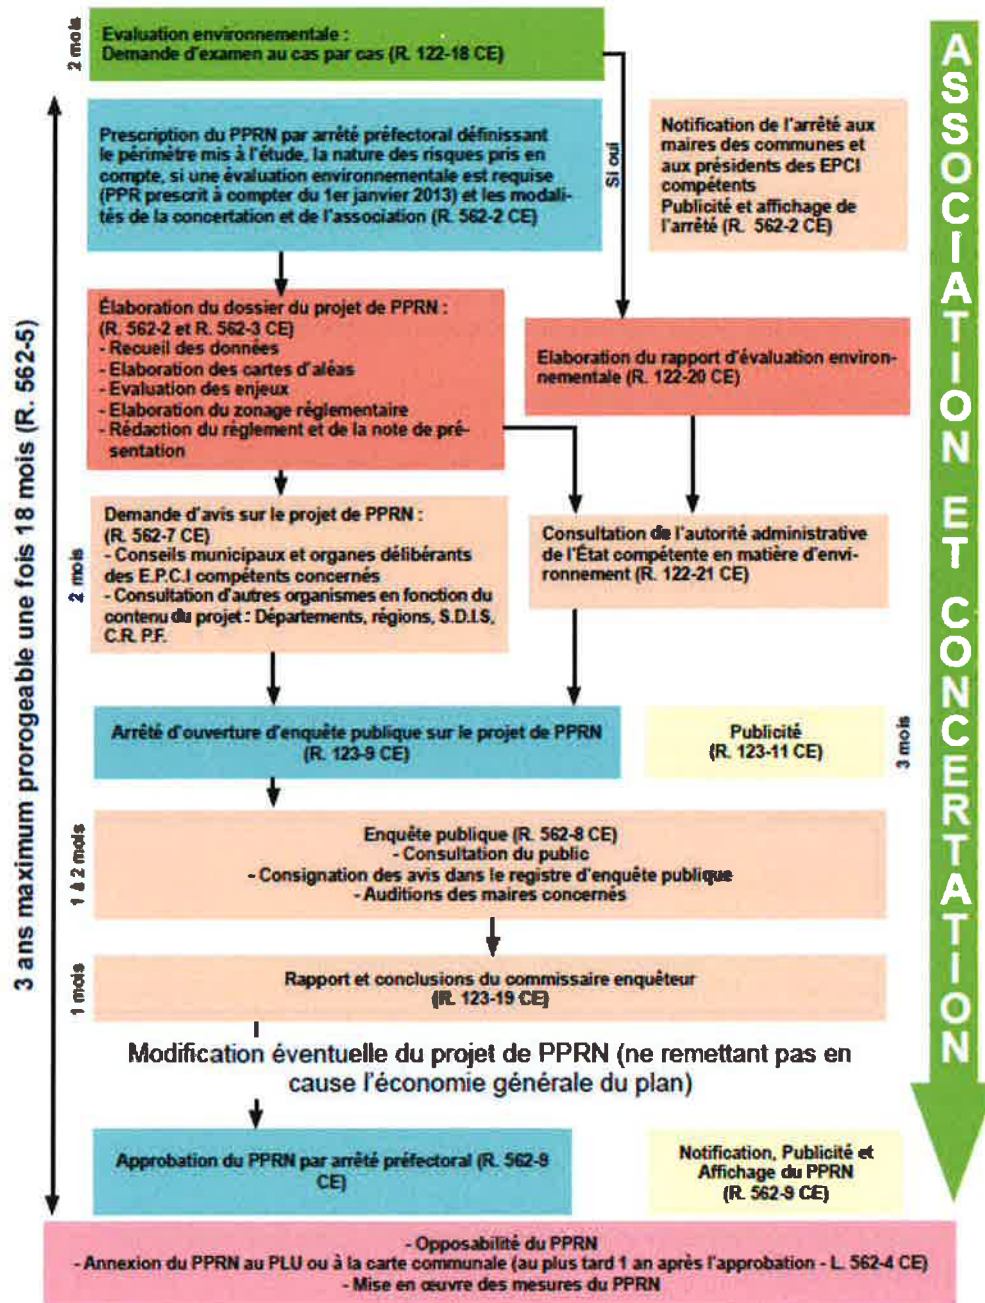 2 mois
Evaluation environnementale :
Demande d'examen au cas par cas (R. 122-18 CE)
3 ans maximum prorogeable une fois 18 mois (R. 562-5)
Prescription du PPRN par arrêté préfectoral définissant
le périmètre mis à l'étude, la nature des risques pris en
compte, si une évaluation environnementale est requise
(PPR prescrit à compter du 1er janvier 2013) et les modali-
tés de la concertation et de l'association (R. 562-2 CE)
Si oui
Notification de l'arrêté aux
maires des communes et
aux présidents des EPCI
compétents
Publicité et affichage de
l'arrêté (R. 562-2 CE)
Élaboration du dossier du projet de PPRN :
(R. 562-2 et R. 562-3 CE)
- Recueil des données
- Elaboration des cartes d'aléas
- Evaluation des enjeux
- Elaboration du zonage réglementaire
- Rédaction du réglement et de la note de pré-
sentation
Elaboration du rapport d'évaluation environ-
nementale (R. 122-20 CE)
2 mois
Demande d'avis sur le projet de PPRN :
(R. 562-7 CE)
- Conseils municipaux et organes délibérants
des E.P.C.I compétents concernés
- Consultation d'autres organismes en fonction du
contenu du projet : Départements, régions, S.D.I.S,
C.R. P.F.
Consultation de l'autorité administrative
de l'État compétente en matière d'envi-
ronnement (R. 122-21 CE)
Arrêté d'ouverture d'enquête publique sur le projet de PPRN
(R. 123-9 CE)
Publicité
(R. 123-11 CE)
3 mois
1 à 2 mois
Enquête publique (R. 562-8 CE)
- Consultation du public
- Consignation des avis dans le registre d'enquête publique
- Auditions des maires concernés
1 mois
Rapport et conclusions du commissaire enquêteur
(R. 123-19 CE)
Modification éventuelle du projet de PPRN (ne remettant pas en
cause l'économie générale du plan)
Approbation du PPRN par arrêté préfectoral (R. 562-9
CE)
Notification, Publicité et
Affichage du PPRN
(R. 562-9 CE)
- Opposabilité du PPRN
- Annexion du PPRN au PLU ou à la carte communale (au plus tard 1 an après l'approbation - L. 562-4 CE)
- Mise en œuvre des mesures du PPRN
ASSOCIATION ET CONCERTATION